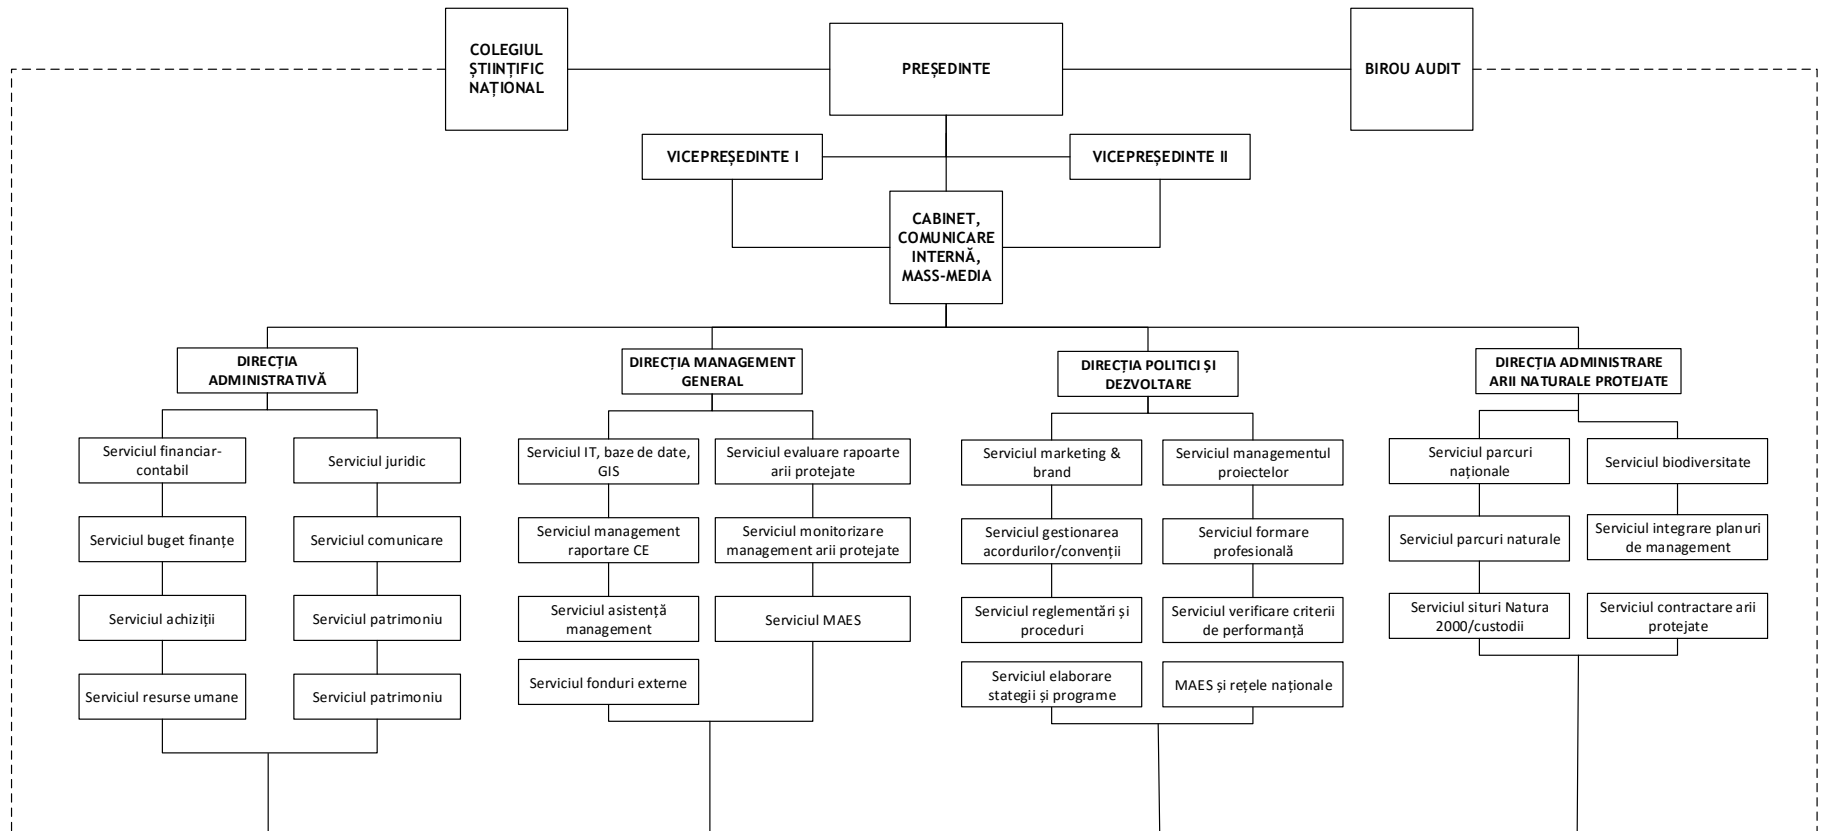 COLEGIUL
ȘTIINȚIFIC
NAȚIONAL
PREȘEDINTE
BIROU AUDIT
VICEPREȘEDINTE I
VICEPREȘEDINTE II
CABINET,
COMUNICARE
INTERNĂ,
MASS-MEDIA
DIRECȚIA
ADMINISTRATIVĂ
DIRECȚIA MANAGEMENT
GENERAL
DIRECȚIA POLITICI ȘI
DEZVOLTARE
DIRECȚIA ADMINISTRARE
ARII NATURALE PROTEJATE
Serviciul financiar-
contabil
Serviciul juridic
Serviciul buget finanțe
Serviciul comunicare
Serviciul achiziții
Serviciul patrimoniu
Serviciul resurse umane
Serviciul patrimoniu
Serviciul IT, baze de date,
GIS
Serviciul evaluare rapoarte
arii protejate
Serviciul management
raportare CE
Serviciul monitorizare
management arii protejate
Serviciul asistență
management
Serviciul MAES
Serviciul fonduri externe
Serviciul marketing &
brand
Serviciul managementul
proiectelor
Serviciul gestionarea
acordurilor/convenții
Serviciul formare
profesională
Serviciul reglementări și
proceduri
Serviciul verificare criterii
de performanță
Serviciul elaborare
stategii și programe
MAES și rețele naționale
Serviciul parcuri
naționale
Serviciul biodiversitate
Serviciul parcuri naturale
Serviciul integrare planuri
de management
Serviciul situri Natura
2000/custodii
Serviciul contractare arii
protejate